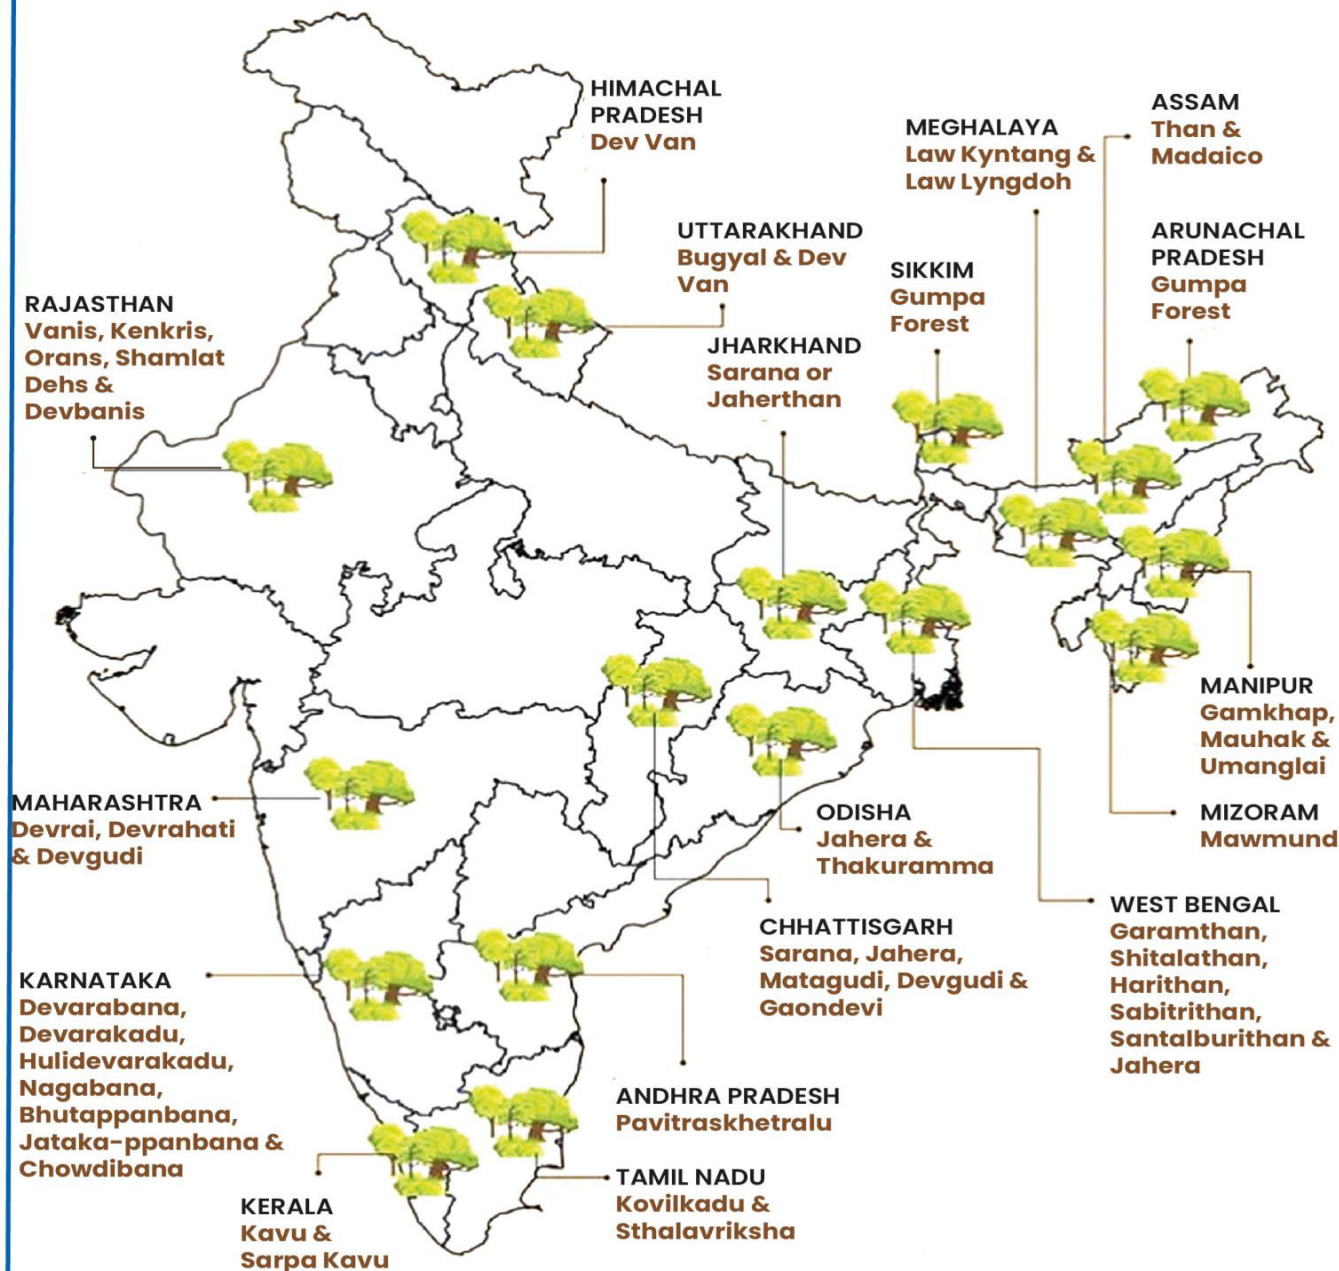 HIMACHAL
PRADESH
Dev Van
MEGHALAYA
Law Kyntang &
Law Lyngdoh
ASSAM
Than &
Madaico
UTTARAKHAND
Bugyal & Dev
Van
SIKKIM
Gumpa
Forest
ARUNACHAL
PRADESH
Gumpa
Forest
RAJASTHAN
Vanis, Kenkris,
Orans, Shamlat
Dehs &
Devbanis
JHARKHAND
Sarana or
Jaherthan
MANIPUR
Gamkhap,
Mauhak &
Umanglai
MAHARASHTRA
Devrai, Devrahati
& Devgudi
ODISHA
Jahera &
Thakuramma
MIZORAM
Mawmund
CHHATTISGARH
Sarana, Jahera,
Matagudi, Devgudi &
Gaondevi
WEST BENGAL
Garamthan,
Shitalathan,
Harithan,
Sabitrithan,
Santalburithan &
Jahera
KARNATAKA
Devarabana,
Devarakadu,
Hulidevarakadu,
Nagabana,
Bhutappanbana,
Jataka-ppanbana &
Chowdibana
ANDHRA PRADESH
Pavitraskhetralu
TAMIL NADU
Kovilkadu &
Sthalavriksha
KERALA
Kavu &
Sarpa Kavu